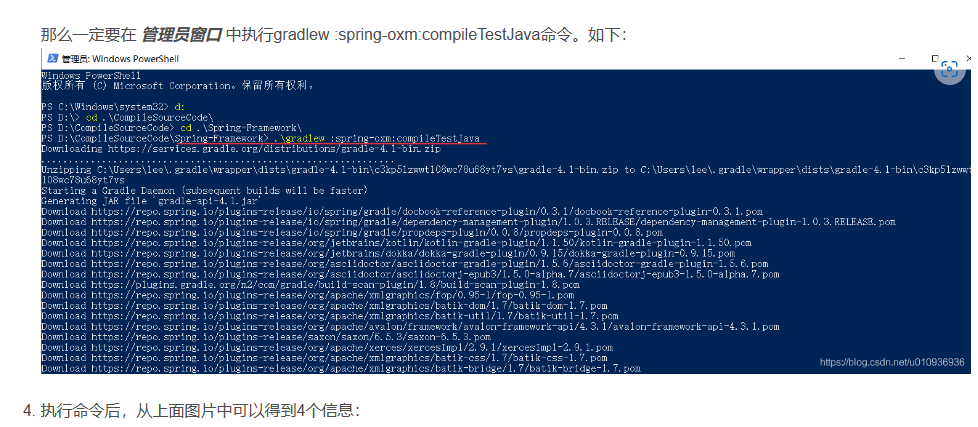 那么一定要在 管理员窗口 中执行gradlew :spring-oxm:compileTestJava命令。如下：
管理员: Windows PowerShell
Windows PowerShell
版权所有 (C) Microsoft Corporation。保留所有权利。
PS C:\Windows\system32> d:
PS D:\> cd .\CompileSourceCode\
PS D:\CompileSourceCode> cd .\Spring-Framework\
PS D:\CompileSourceCode\Spring-Framework> .\gradlew :spring-oxm:compileTestJava
Downloading https://services.gradle.org/distributions/gradle-4.1-bin.zip
Unzipping C:\Users\lee\.gradle\wrapper\dists\gradle-4.1-bin\c3kp5lzwwt108wc78u68yt7vs\gradle-4.1-bin.zip to C:\Users\lee\.gradle\wrapper\dists\gradle-4.1-bin\c3kp5lzwwt
108wc78u68yt7vs
Starting a Gradle Daemon (subsequent builds will be faster)
Generating JAR file 'gradle-api-4.1.jar'
Download https://repo.spring.io/plugins-release/io/spring/gradle/docbook-reference-plugin/0.3.1/docbook-reference-plugin-0.3.1.pom
Download https://repo.spring.io/plugins-release/io/spring/gradle/dependency-management-plugin/1.0.3.RELEASE/dependency-management-plugin-1.0.3.RELEASE.pom
Download https://repo.spring.io/plugins-release/io/spring/gradle/propdeps-plugin/0.0.8/propdeps-plugin-0.0.8.pom
Download https://repo.spring.io/plugins-release/org/jetbrains/kotlin/kotlin-gradle-plugin/1.1.50/kotlin-gradle-plugin-1.1.50.pom
Download https://repo.spring.io/plugins-release/org/jetbrains/dokka/dokka-gradle-plugin/0.9.15/dokka-gradle-plugin-0.9.15.pom
Download https://repo.spring.io/plugins-release/org/asciidoctor/asciidoctor-gradle-plugin/1.5.6/asciidoctor-gradle-plugin-1.5.6.pom
Download https://repo.spring.io/plugins-release/org/asciidoctor/asciidoctorj-epub3/1.5.0-alpha.7/asciidoctorj-epub3-1.5.0-alpha.7.pom
Download https://plugins.gradle.org/m2/com/gradle/build-scan-plugin/1.8/build-scan-plugin-1.8.pom
Download https://repo.spring.io/plugins-release/org/apache/xmlgraphics/fop/0.95-1/fop-0.95-1.pom
Download https://repo.spring.io/plugins-release/org/apache/xmlgraphics/batik-dom/1.7/batik-dom-1.7.pom
Download https://repo.spring.io/plugins-release/org/apache/xmlgraphics/batik-util/1.7/batik-util-1.7.pom
Download https://repo.spring.io/plugins-release/org/apache/avalon/framework/avalon-framework-api/4.3.1/avalon-framework-api-4.3.1.pom
Download https://repo.spring.io/plugins-release/saxon/saxon/6.5.3/saxon-6.5.3.pom
Download https://repo.spring.io/plugins-release/org/apache/xerces/xercesImpl/2.9.1/xercesImpl-2.9.1.pom
Download https://repo.spring.io/plugins-release/org/apache/xmlgraphics/batik-css/1.7/batik-css-1.7.pom
Download https://repo.spring.io/plugins-release/org/apache/xmlgraphics/batik-bridge/1.7/batik-bridge-1.7.pom
https://blog.csdn.net/u010936936
4. 执行命令后，从上面图片中可以得到4个信息：